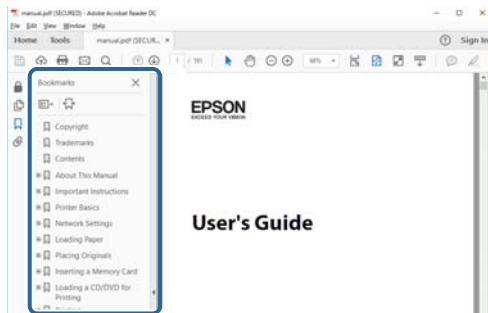 manual.pdf (SECURED) - Adobe Acrobat Reader DC
File Edit View Window Help
Home Tools manual.pdf (SECUR... ×
Sign In
1 / 191
Bookmarks
Copyright
Trademarks
Contents
About This Manual
Important Instructions
Printer Basics
Network Settings
Loading Paper
Placing Originals
Inserting a Memory Card
Loading a CD/DVD for
Printing
EPSON
EXCEED YOUR VISION
User's Guide